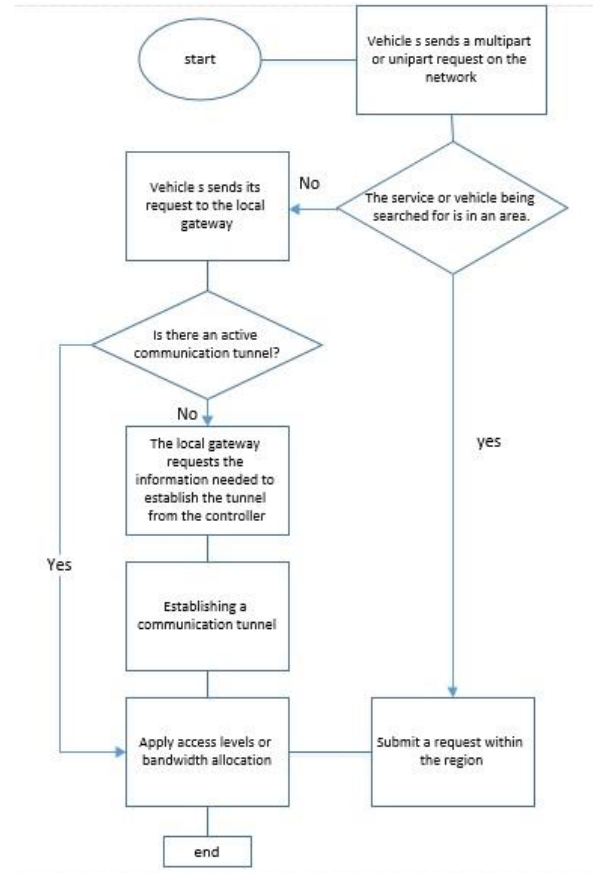 start
Vehicle s sends a multipart
or unipart request on the
network
The service or vehicle being
searched for is in an area.
No
Vehicle s sends its
request to the local
gateway
Is there an active
communication tunnel?
No
The local gateway
requests the
information needed to
establish the tunnel
from the controller
yes
Yes
Establishing a
communication tunnel
Apply access levels or
bandwidth allocation
Submit a request within
the region
end